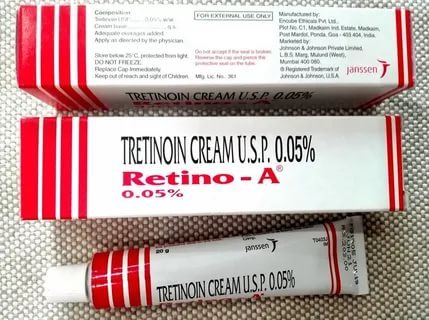 Composition
Tretinoin USP 0.05% w/w
Cream base q.s.
Adequate overages added.
Apply as directed by the physician.
Store below 25°C, protected from light.
DO NOT FREEZE.
Replace Cap Immediately.
Keep out of reach and sight of Children.
FOR EXTERNAL USE ONLY
Do not accept if the seal is broken.
Reverse the cap and pierce the
protective seal on the tube.
Mfg. Lic. No. 361
Manufactured by:
Encube Ethicals Pvt. Ltd.,
Plot No. C1, Madkaim Ind. Estate, Madkaim,
Post Mardol, Ponda, Goa - 403 404, India.
Marketed by:
Johnson & Johnson Private Limited,
L.B.S. Marg, Mulund (West),
Mumbai 400 080.
® Registered Trademark of
Johnson & Johnson, U.S.A
janssen
TRETINOIN CREAM U.S.P. 0.05%
Retino-A®
0.05%
20 g
janssen
TRETINOIN CREAM U.S.P. 0.05%